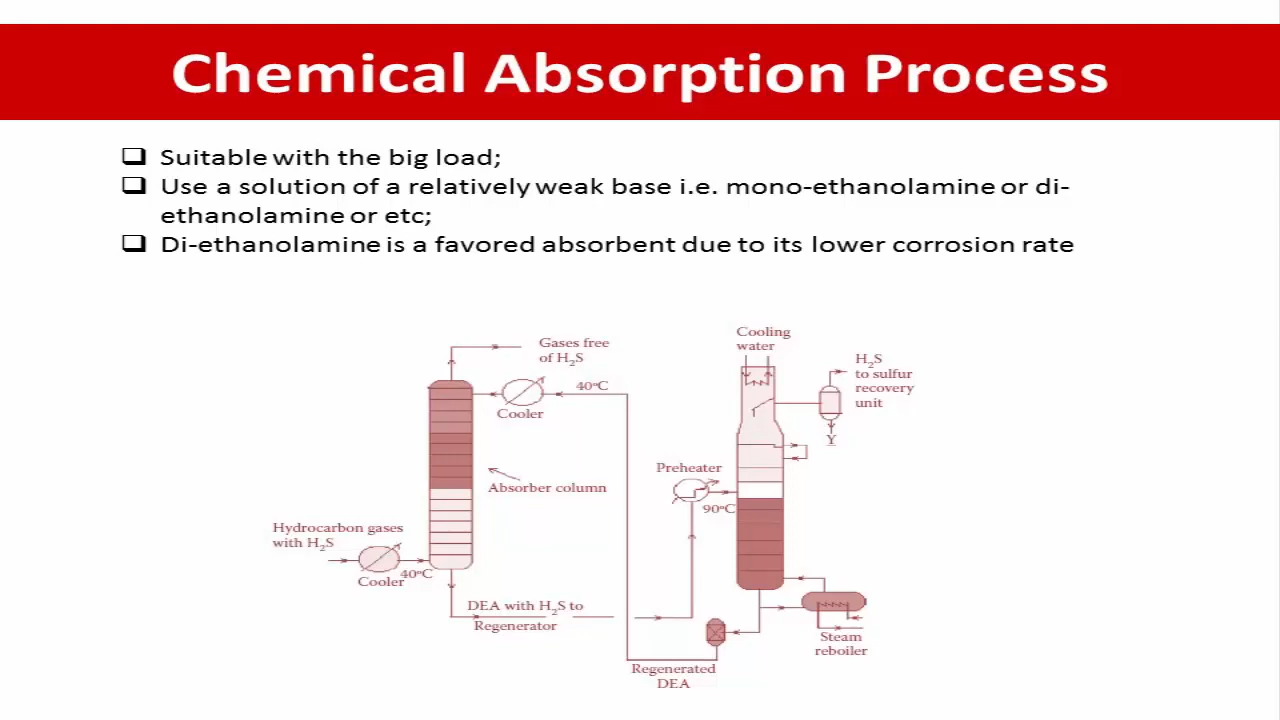 Chemical Absorption Process
❑ Suitable with the big load;
❑ Use a solution of a relatively weak base i.e. mono-ethanolamine or di-
ethanolamine or etc;
❑ Di-ethanolamine is a favored absorbent due to its lower corrosion rate
Gases free
of H₂S
Cooling
water
H₂S
to sulfur
recovery
unit
Y
40°C
Cooler
Absorber column
Preheater
90°C
Hydrocarbon gases
with H₂S
Cooler
40°C
DEA with H₂S to
Regenerator
Steam
reboiler
Regenerated
DEA